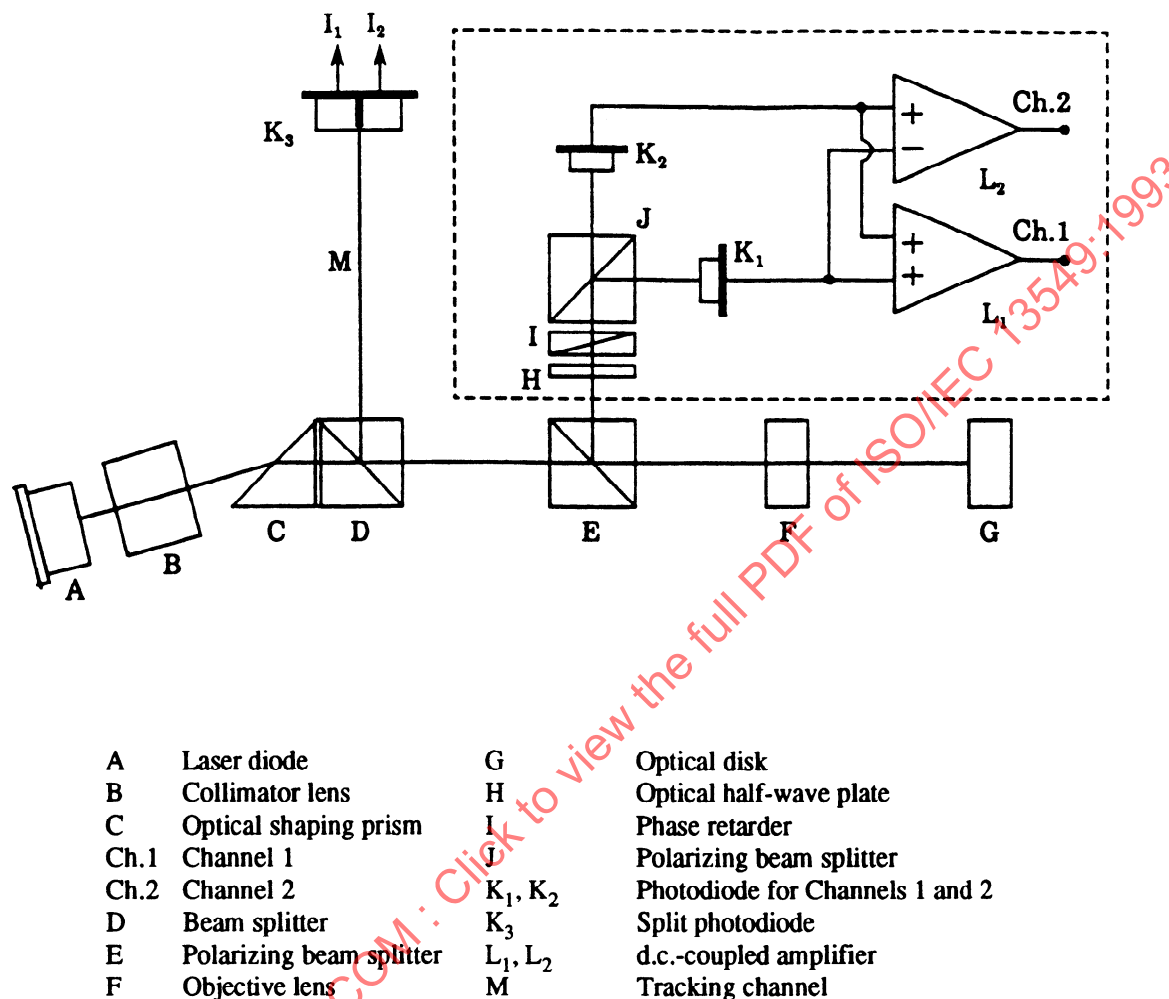 I₁ I₂
K₃
M
K₂
J
K₁
I
H
+
−
Ch.2
L₂
+
+
Ch.1
L₁
A
B
C
D
E
F
G
A Laser diode G Optical disk
B Collimator lens H Optical half-wave plate
C Optical shaping prism I Phase retarder
Ch.1 Channel 1 J Polarizing beam splitter
Ch.2 Channel 2 K₁, K₂ Photodiode for Channels 1 and 2
D Beam splitter K₃ Split photodiode
E Polarizing beam splitter L₁, L₂ d.c.-coupled amplifier
F Objective lens M Tracking channel
COM : Click to view the full PDF of ISO/IEC 13549:1993